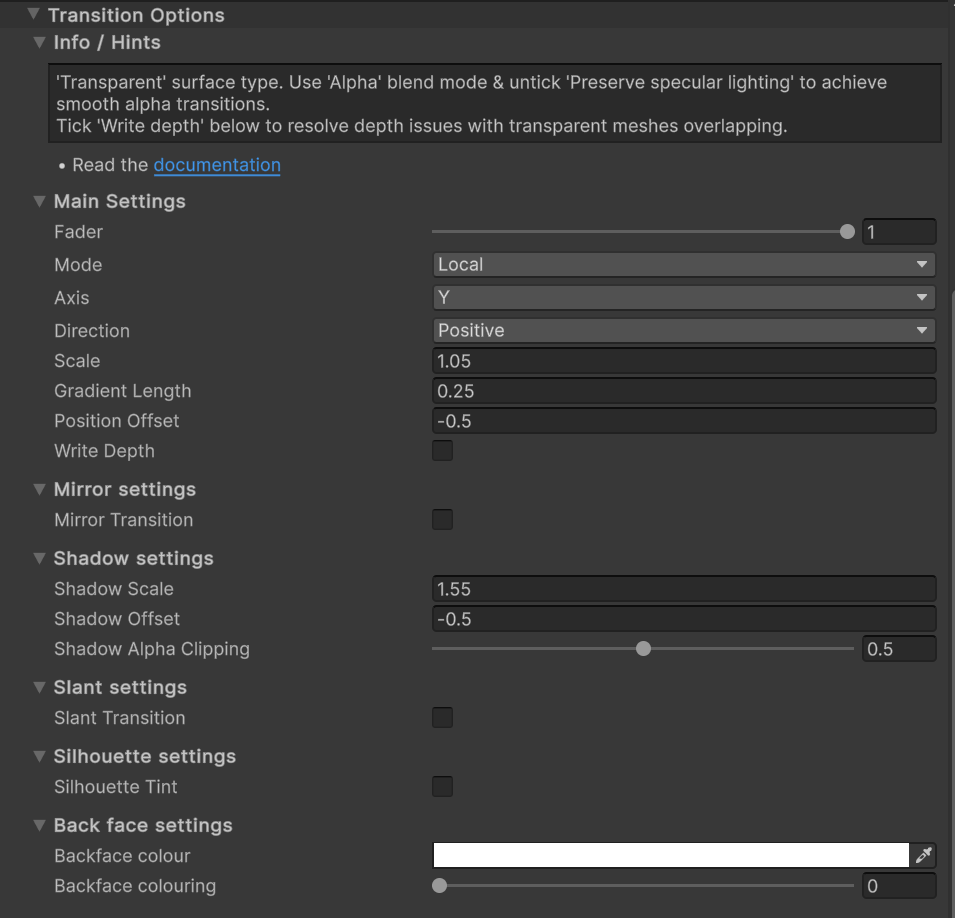 Transition Options
Info / Hints
'Transparent' surface type. Use 'Alpha' blend mode & untick 'Preserve specular lighting' to achieve
smooth alpha transitions.
Tick 'Write depth' below to resolve depth issues with transparent meshes overlapping.
• Read the documentation
Main Settings
Fader 1
Mode Local
Axis Y
Direction Positive
Scale 1.05
Gradient Length 0.25
Position Offset -0.5
Write Depth
Mirror settings
Mirror Transition
Shadow settings
Shadow Scale 1.55
Shadow Offset -0.5
Shadow Alpha Clipping 0.5
Slant settings
Slant Transition
Silhouette settings
Silhouette Tint
Back face settings
Backface colour
Backface colouring 0